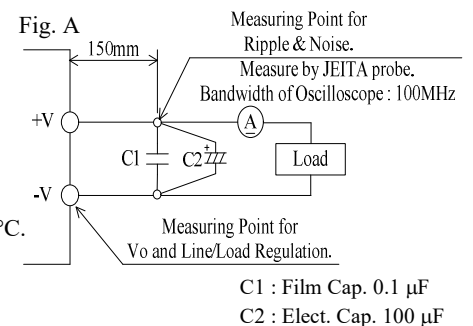 Fig. A
Measuring Point for
Ripple & Noise.
150mm
Measure by JEITA probe.
Bandwidth of Oscilloscope : 100MHz
+V
A
C1
+
C2
Load
-V
°C.
Measuring Point for
Vo and Line/Load Regulation.
C1 : Film Cap. 0.1 µF
C2 : Elect. Cap. 100 µF